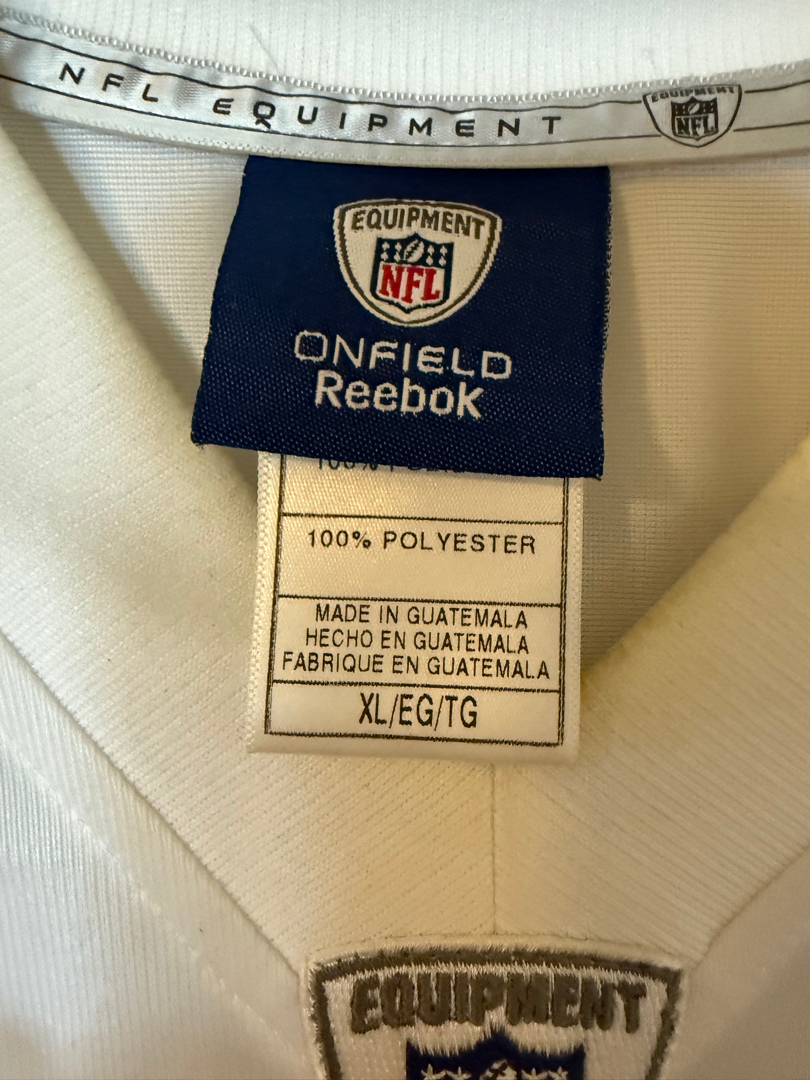 NFL EQUIPMENT
EQUIPMENT
NFL
EQUIPMENT
NFL
ONFIELD
Reebok
100% POLYESTER
MADE IN GUATEMALA
HECHO EN GUATEMALA
FABRIQUE EN GUATEMALA
XL/EG/TG
EQUIPMENT